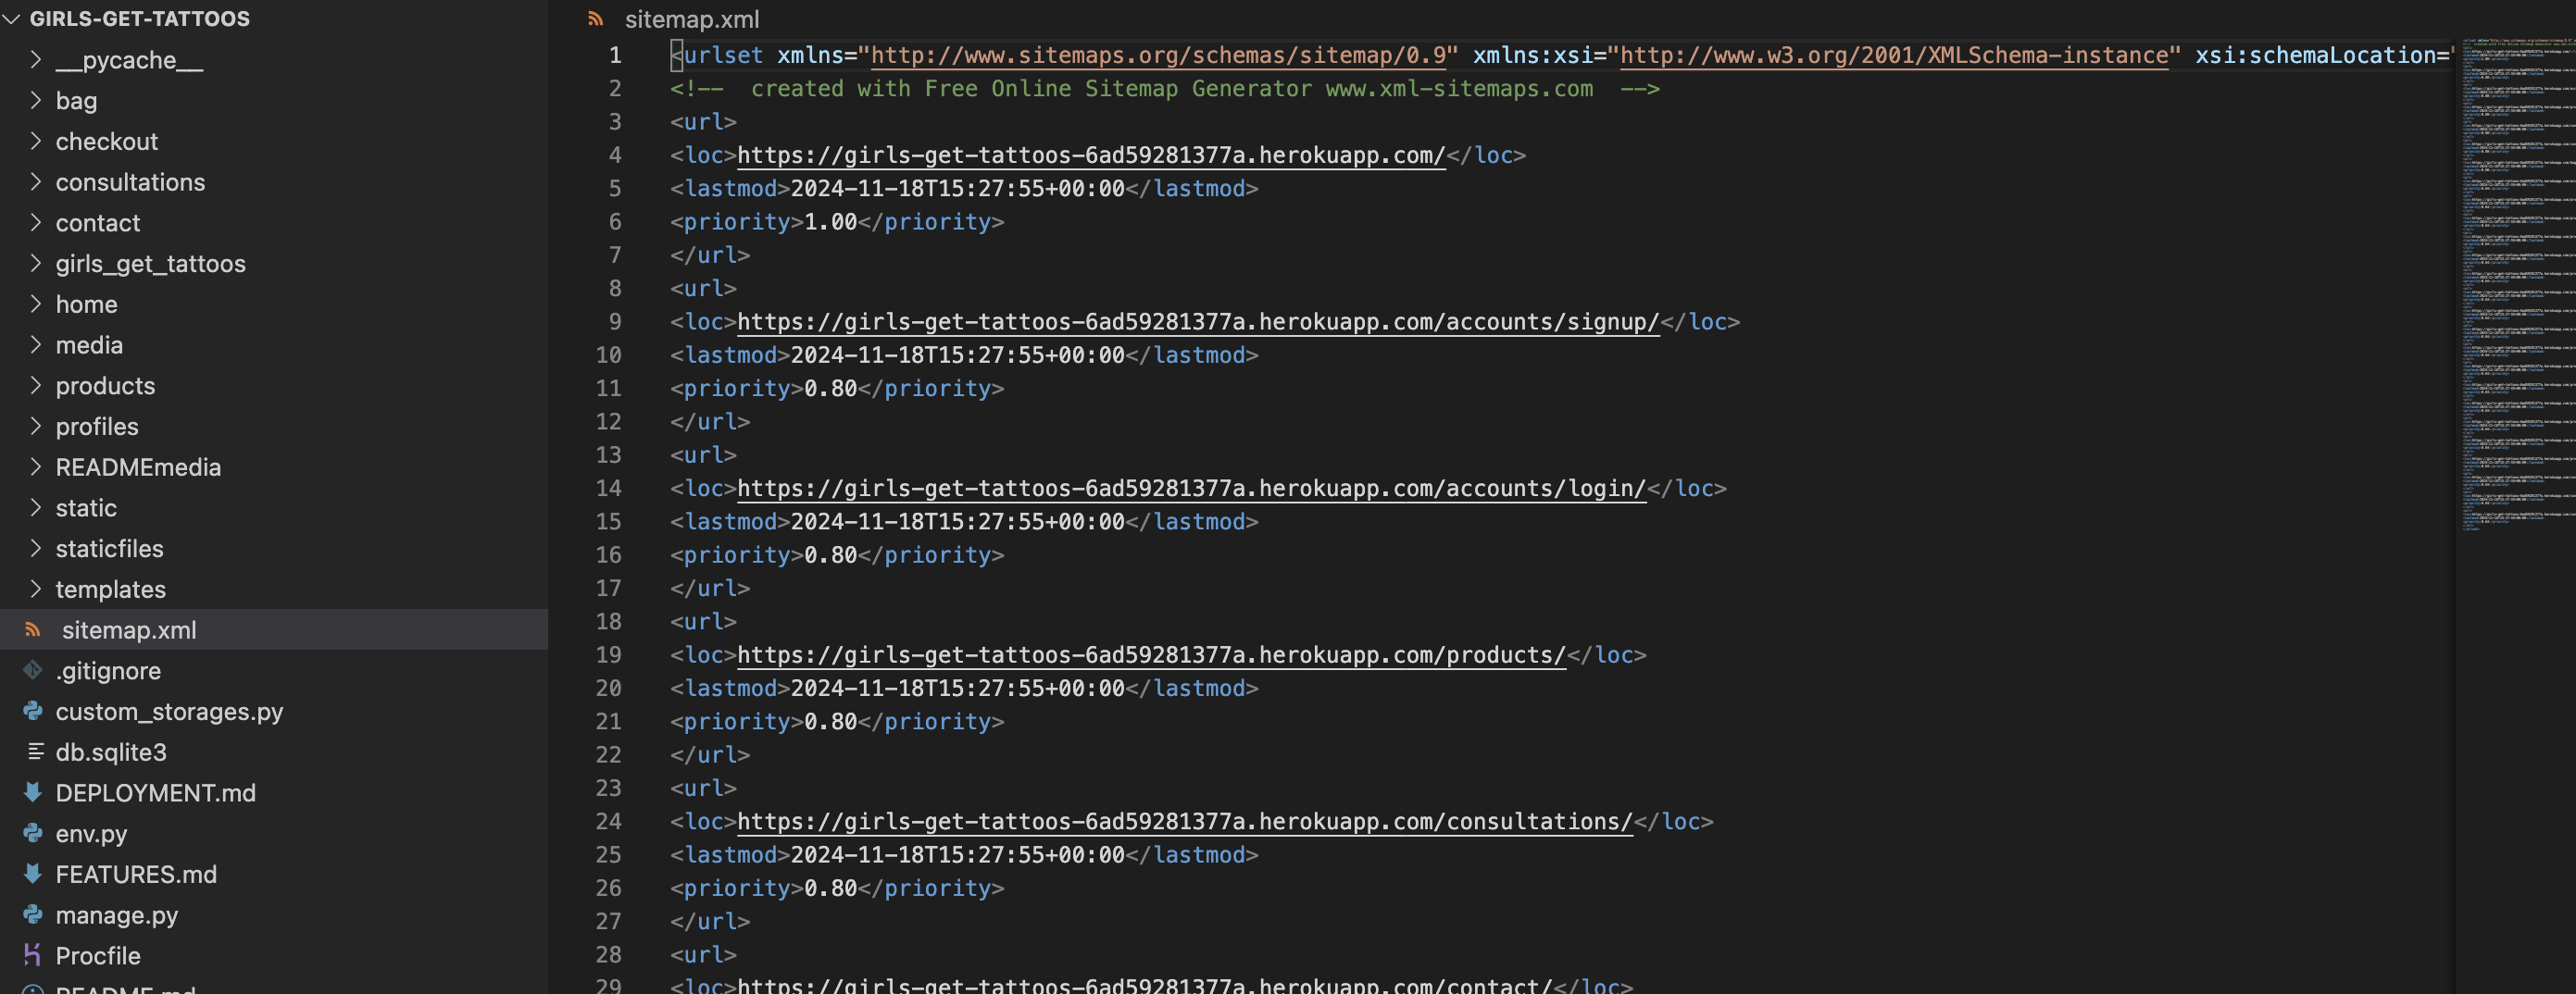 GIRLS-GET-TATTOOS
__pycache__
bag
checkout
consultations
contact
girls_get_tattoos
home
media
products
profiles
READMEmedia
static
staticfiles
templates
sitemap.xml
.gitignore
custom_storages.py
db.sqlite3
DEPLOYMENT.md
env.py
FEATURES.md
manage.py
Procfile
README.md
sitemap.xml
1 <urlset xmlns="http://www.sitemaps.org/schemas/sitemap/0.9" xmlns:xsi="http://www.w3.org/2001/XMLSchema-instance" xsi:schemaLocation="
2 <!--  created with Free Online Sitemap Generator www.xml-sitemaps.com  -->
3 <url>
4 <loc>https://girls-get-tattoos-6ad59281377a.herokuapp.com/</loc>
5 <lastmod>2024-11-18T15:27:55+00:00</lastmod>
6 <priority>1.00</priority>
7 </url>
8 <url>
9 <loc>https://girls-get-tattoos-6ad59281377a.herokuapp.com/accounts/signup/</loc>
10 <lastmod>2024-11-18T15:27:55+00:00</lastmod>
11 <priority>0.80</priority>
12 </url>
13 <url>
14 <loc>https://girls-get-tattoos-6ad59281377a.herokuapp.com/accounts/login/</loc>
15 <lastmod>2024-11-18T15:27:55+00:00</lastmod>
16 <priority>0.80</priority>
17 </url>
18 <url>
19 <loc>https://girls-get-tattoos-6ad59281377a.herokuapp.com/products/</loc>
20 <lastmod>2024-11-18T15:27:55+00:00</lastmod>
21 <priority>0.80</priority>
22 </url>
23 <url>
24 <loc>https://girls-get-tattoos-6ad59281377a.herokuapp.com/consultations/</loc>
25 <lastmod>2024-11-18T15:27:55+00:00</lastmod>
26 <priority>0.80</priority>
27 </url>
28 <url>
29 <loc>https://girls-get-tattoos-6ad59281377a.herokuapp.com/contact/</loc>